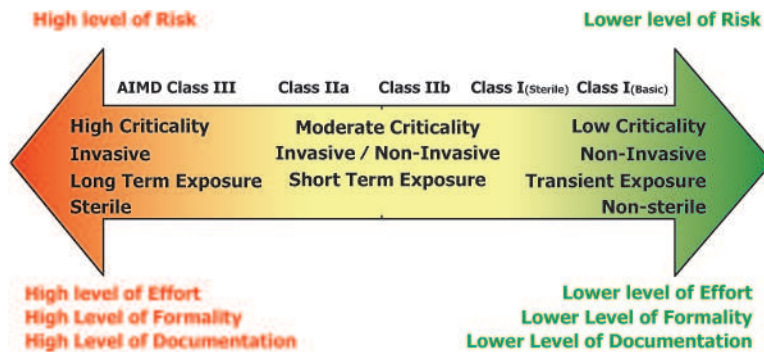 High level of Risk Lower level of Risk
AIMD Class III Class IIa Class IIb Class I(Sterile) Class I(Basic)
High Criticality Moderate Criticality Low Criticality
Invasive Invasive / Non-Invasive Non-Invasive
Long Term Exposure Short Term Exposure Transient Exposure
Sterile Non-sterile
High level of Effort Lower level of Effort
High Level of Formality Lower Level of Formality
High Level of Documentation Lower Level of Documentation